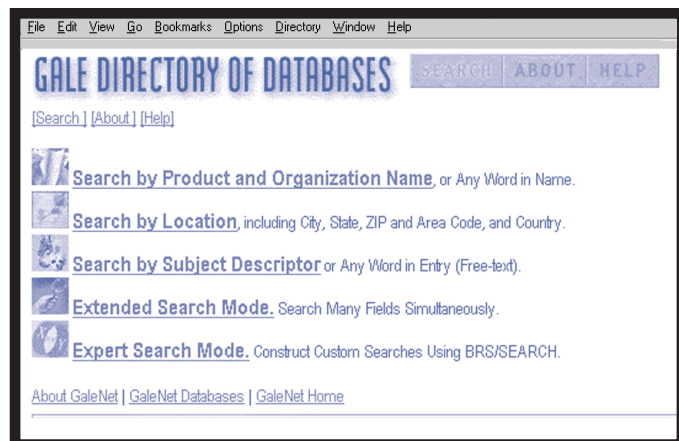 File Edit View Go Bookmarks Options Directory Window Help
GALE DIRECTORY OF DATABASES SEARCH ABOUT HELP
[Search ] [About ] [Help]
Search by Product and Organization Name, or Any Word in Name.
Search by Location, including City, State, ZIP and Area Code, and Country.
Search by Subject Descriptor or Any Word in Entry (Free-text).
Extended Search Mode. Search Many Fields Simultaneously.
Expert Search Mode. Construct Custom Searches Using BRS/SEARCH.
About GaleNet | GaleNet Databases | GaleNet Home